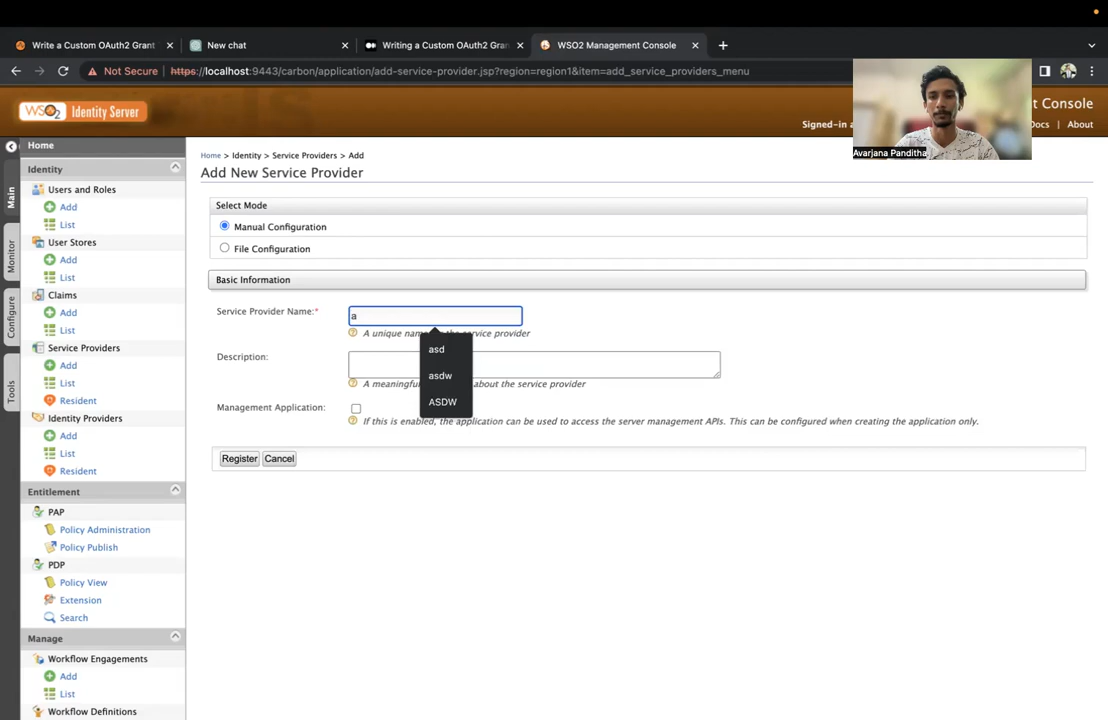 Write a Custom OAuth2 Grant
New chat
Writing a Custom OAuth2 Gran
WSO2 Management Console
Not Secure
https://localhost:9443/carbon/application/add-service-provider.jsp?region=region1&item=add_service_providers_menu
WSO2 Identity Server
t Console
Signed-in a
Docs | About
Avarjana Panditha
Main
Monitor
Configure
Tools
Home
Identity
Users and Roles
Add
List
User Stores
Add
List
Claims
Add
List
Service Providers
Add
List
Resident
Identity Providers
Add
List
Resident
Entitlement
PAP
Policy Administration
Policy Publish
PDP
Policy View
Extension
Search
Manage
Workflow Engagements
Add
List
Workflow Definitions
Home > Identity > Service Providers > Add
Add New Service Provider
Select Mode
Manual Configuration
File Configuration
Basic Information
Service Provider Name:*
a
A unique name service provider
asd
asdw
ASDW
Description:
A meaningful about the service provider
Management Application:
If this is enabled, the application can be used to access the server management APIs. This can be configured when creating the application only.
Register
Cancel